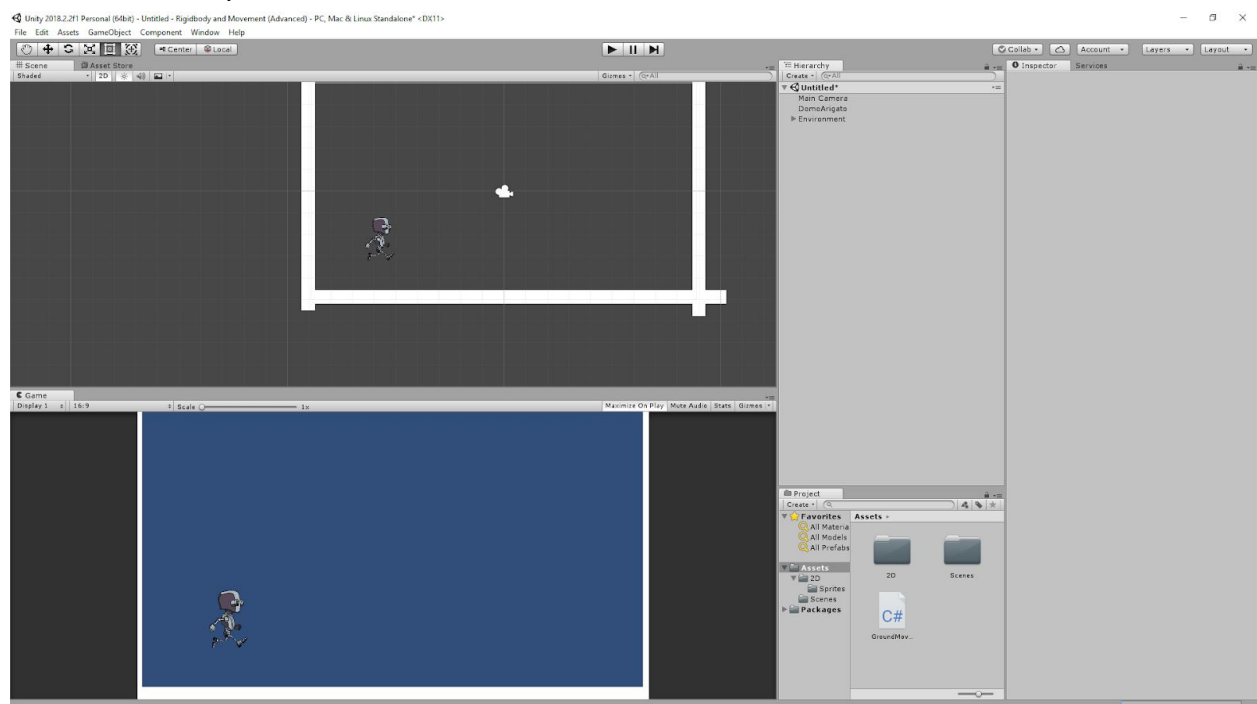 Unity 2018.2.2f1 Personal (64bit) - Untitled - Rigidbody and Movement (Advanced) - PC, Mac & Linux Standalone* <DX11>
File Edit Assets GameObject Component Window Help
Center Local Collab Account Layers Layout
Scene Asset Store Hierarchy Inspector Services
Shaded 2D Gizmos All Create All
Untitled*
Main Camera
DomoArigato
Environment
Game
Display 1 16:9 Scale 1x Maximize On Play Mute Audio Stats Gizmos
Project
Create
Favorites Assets
All Materia
All Models
All Prefabs
Assets
2D 2D Scenes
Sprites
Scenes
Packages
C#
GroundMov...